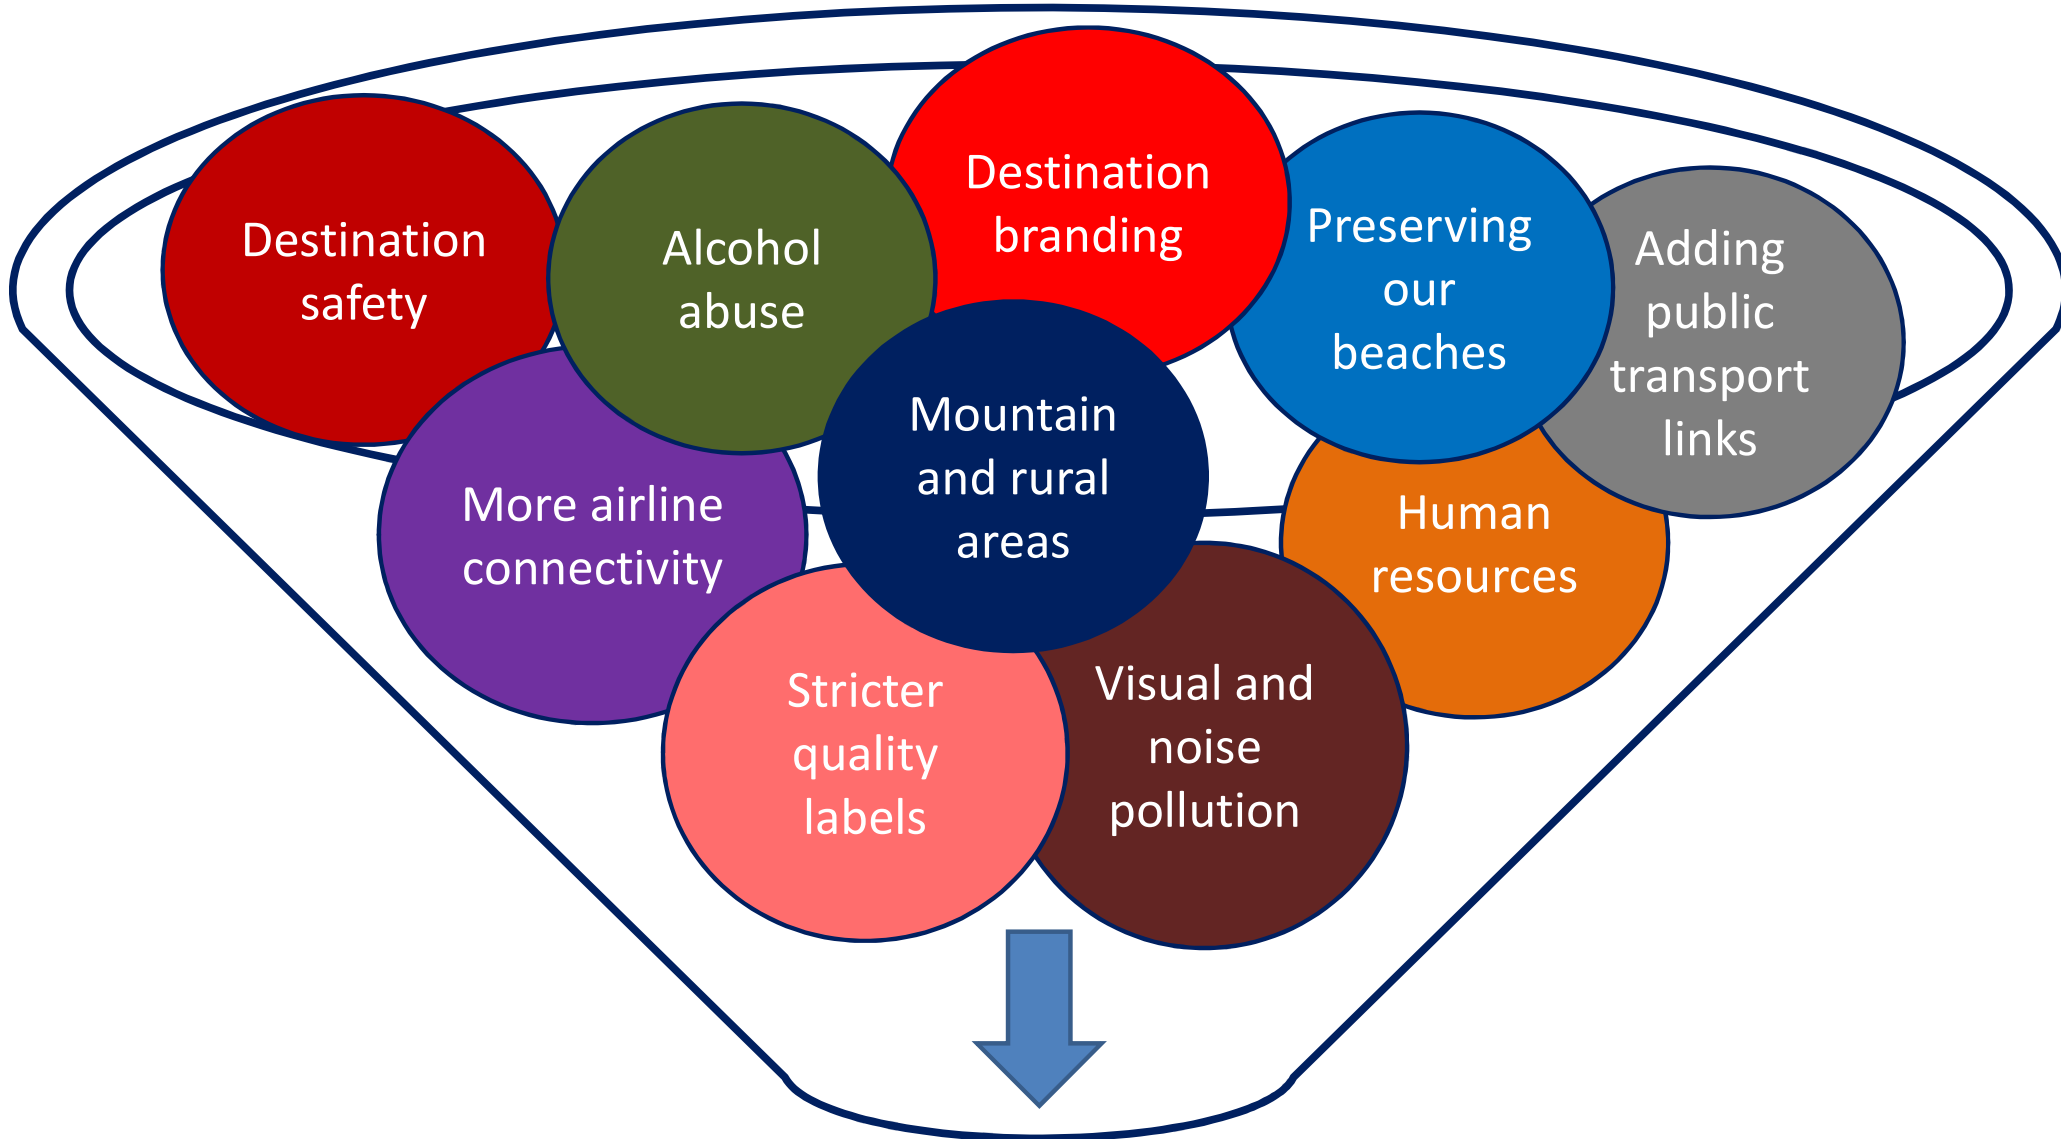 Destination
safety
Alcohol
abuse
Destination
branding
Preserving
our
beaches
Adding
public
transport
links
More airline
connectivity
Mountain
and rural
areas
Human
resources
Stricter
quality
labels
Visual and
noise
pollution